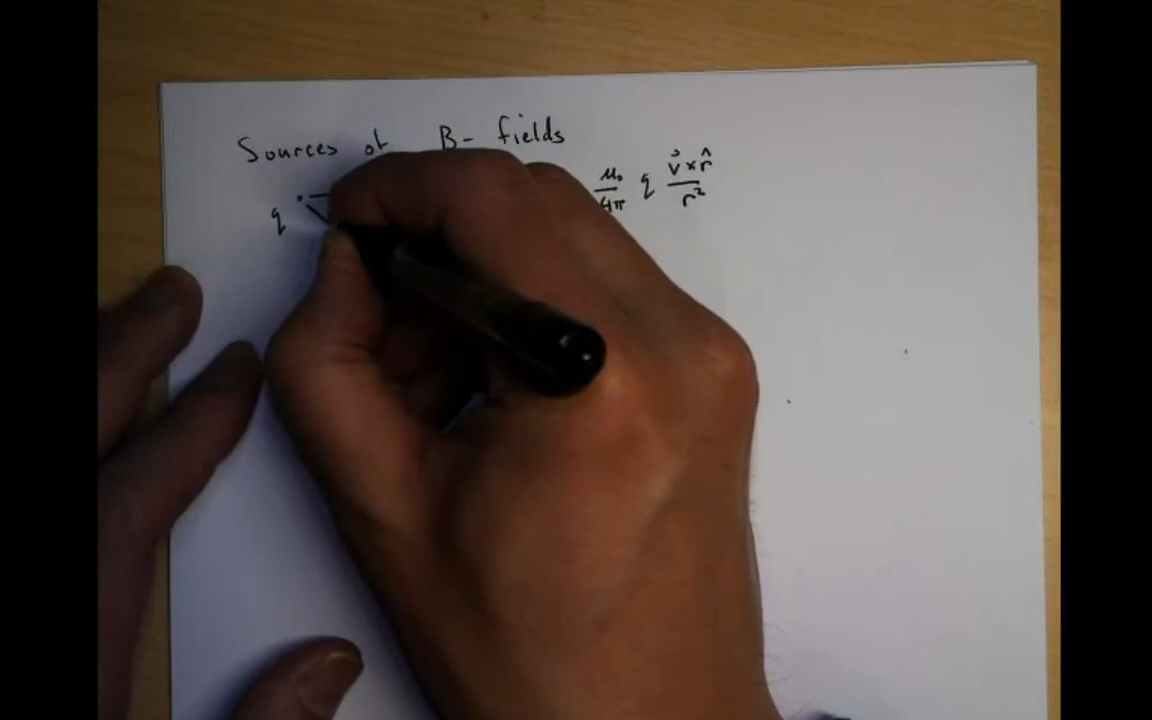 Sources of B- fields
q μ₀/4π q v⃗ × r̂/r²